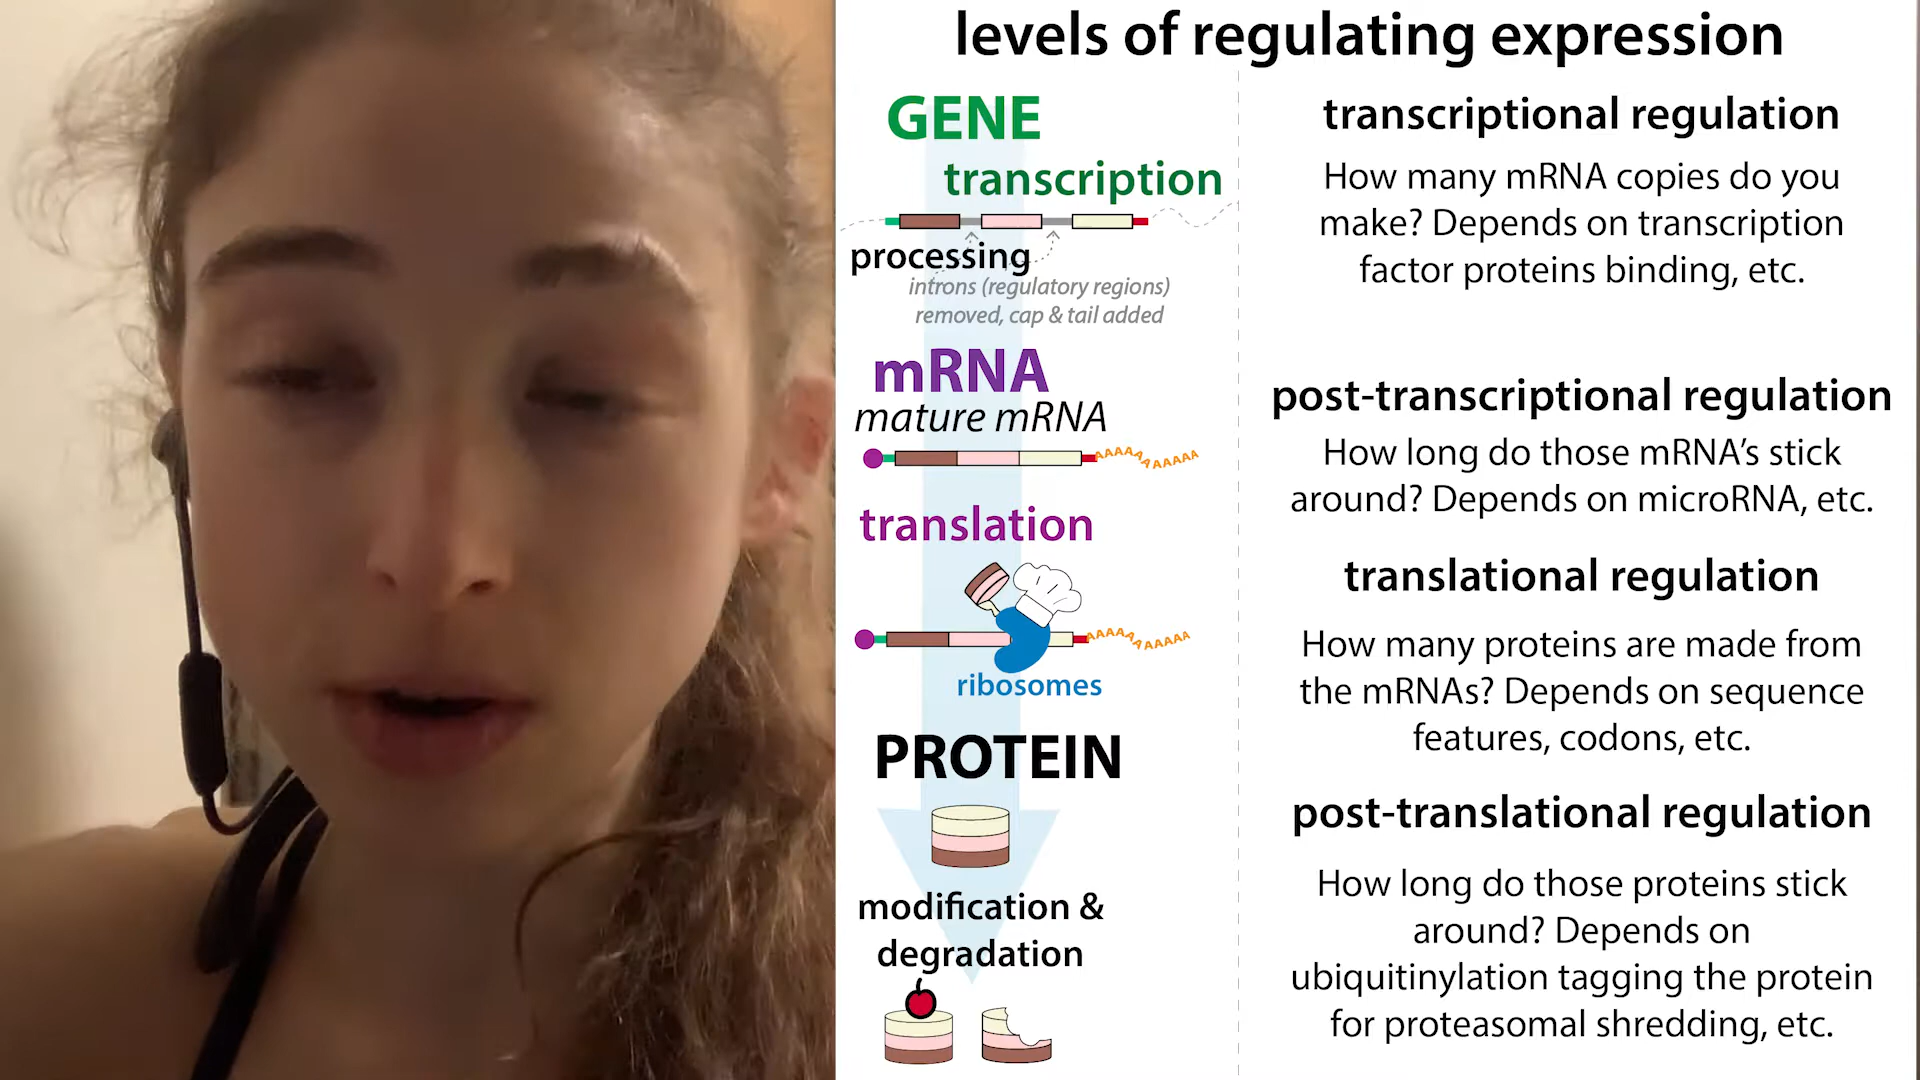 levels of regulating expression
GENE
transcription
processing
introns (regulatory regions)
removed, cap & tail added
mRNA
mature mRNA
AAAAAAAAAAA
translation
AAAAAAAAAAA
ribosomes
PROTEIN
modification &
degradation
transcriptional regulation
How many mRNA copies do you
make? Depends on transcription
factor proteins binding, etc.
post-transcriptional regulation
How long do those mRNA’s stick
around? Depends on microRNA, etc.
translational regulation
How many proteins are made from
the mRNAs? Depends on sequence
features, codons, etc.
post-translational regulation
How long do those proteins stick
around? Depends on
ubiquitinylation tagging the protein
for proteasomal shredding, etc.